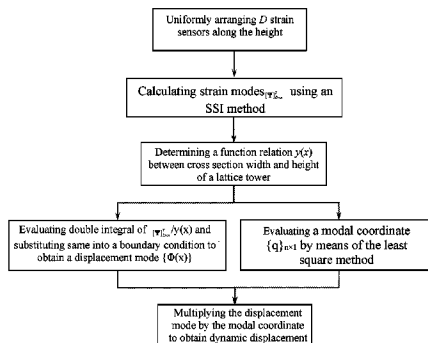 Uniformly arranging D strain
sensors along the height
Calculating strain modes using an
SSI method
Determining a function relation y(x)
between cross section width and height
of a lattice tower
Evaluating double integral of /y(x) and
substituting same into a boundary condition to
obtain a displacement mode {Φ(x)}
Evaluating a modal coordinate
{q}n×1 by means of the least
square method
Multiplying the displacement
mode by the modal coordinate
to obtain dynamic displacement